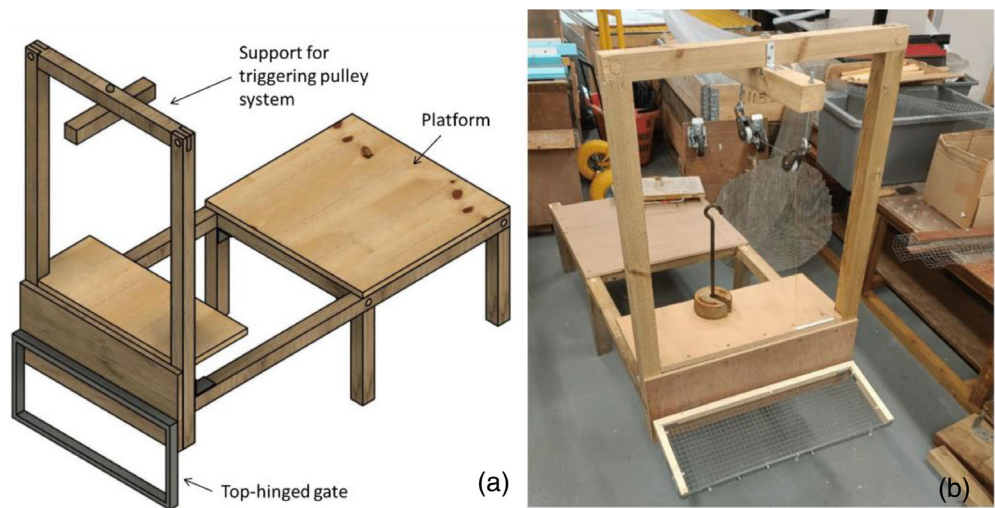 Support for
triggering pulley
system
Platform
Top-hinged gate
(a)
(b)